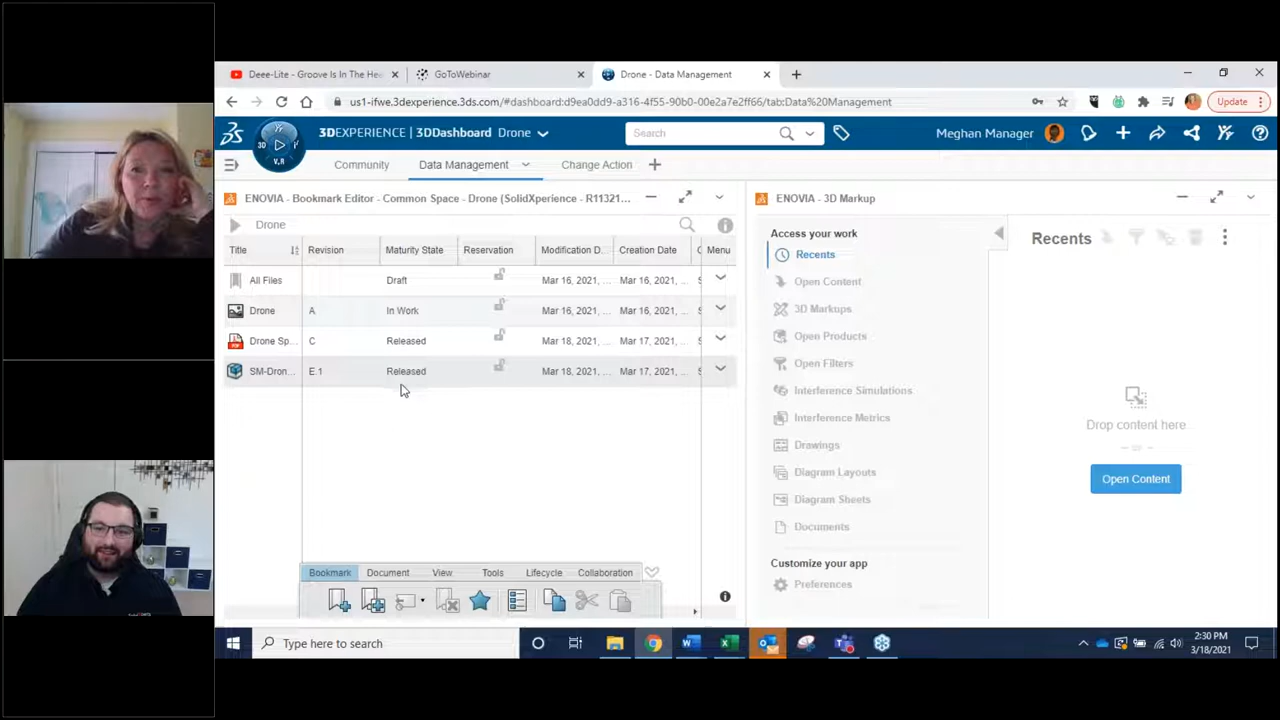 Deee-Lite - Groove Is In The Hee
GoToWebinar
Drone - Data Management
us1-ifwe.3dexperience.3ds.com/#dashboard:d9ea0dd9-a316-4f55-90b0-00e2a7e2ff66/tab:Data%20Management
Update
3DEXPERIENCE | 3DDashboard Drone
Search
Meghan Manager
3D
V,R
Community
Data Management
Change Action
ENOVIA - Bookmark Editor - Common Space - Drone (SolidXperience - R11321...
ENOVIA - 3D Markup
Drone
Title
Revision
Maturity State
Reservation
Modification D...
Creation Date
Menu
All Files
Draft
Mar 16, 2021, ...
Mar 16, 2021, ...
Drone
A
In Work
Mar 16, 2021, ...
Mar 16, 2021, ...
Drone Sp...
C
Released
Mar 18, 2021, ...
Mar 17, 2021, ...
SM-Dron...
E.1
Released
Mar 18, 2021, ...
Mar 17, 2021, ...
Bookmark
Document
View
Tools
Lifecycle
Collaboration
Access your work
Recents
Open Content
3D Markups
Open Products
Open Filters
Interference Simulations
Interference Metrics
Drawings
Diagram Layouts
Diagram Sheets
Documents
Customize your app
Preferences
Recents
Drop content here
Open Content
Type here to search
2:30 PM
3/18/2021